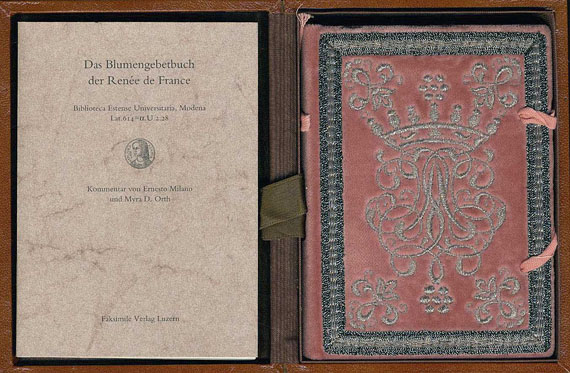 Das Blumengebetbuch
der Renée de France
Biblioteca Estense Universitaria, Modena
Lat.614=α.U 2.28
Kommentar von Ernesto Milano
und Myra D. Orth
Faksimile Verlag Luzern